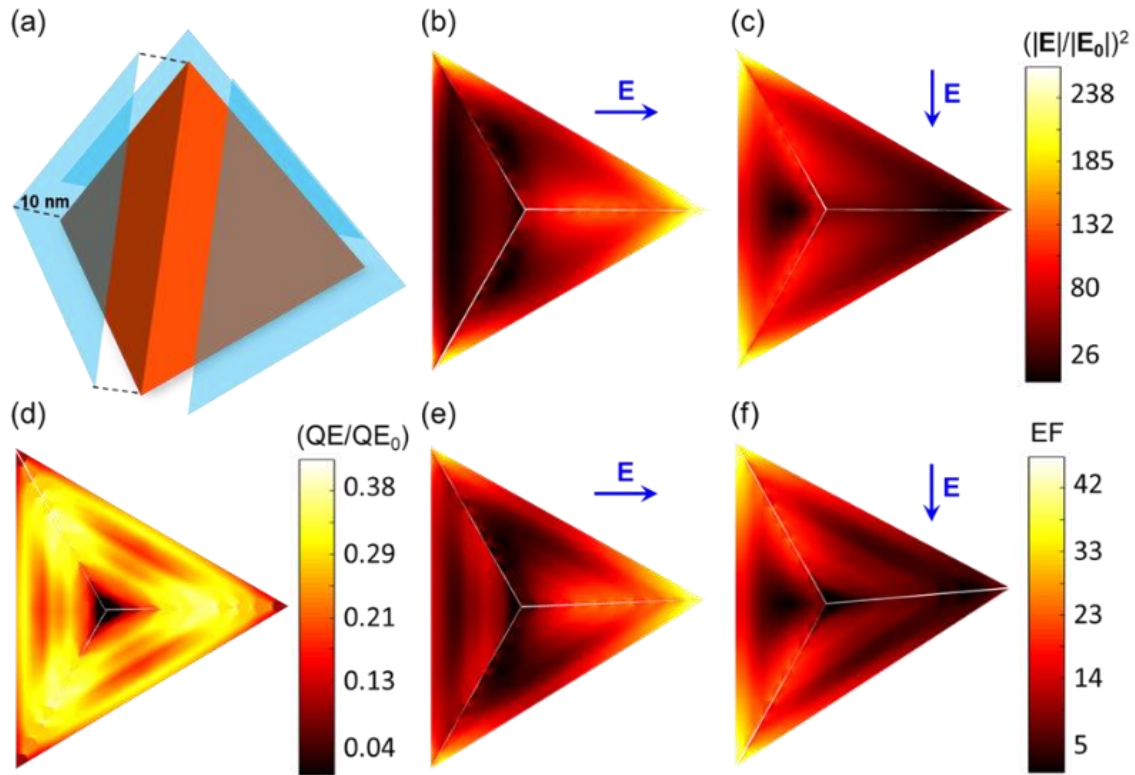 (a)
10 nm
(b)
E
(c)
E
(|E|/|E₀|)²
238
185
132
80
26
(d)
(QE/QE₀)
0.38
0.29
0.21
0.13
0.04
(e)
E
(f)
E
EF
42
33
23
14
5